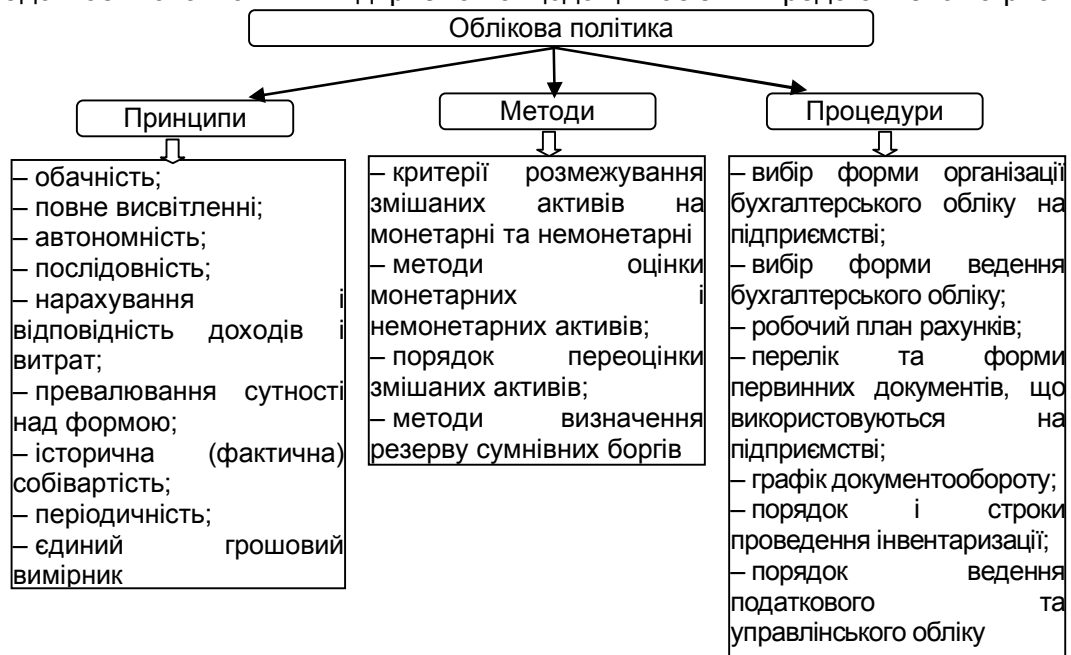 Облікова політика
Принципи
Методи
Процедури
– обачність;
– повне висвітленні;
– автономність;
– послідовність;
– нарахування і
відповідність доходів і
витрат;
– превалювання сутності
над формою;
– історична (фактична)
собівартість;
– періодичність;
– єдиний грошовий
вимірник
– критерії розмежування
змішаних активів на
монетарні та немонетарні
– методи оцінки
монетарних і
немонетарних активів;
– порядок переоцінки
змішаних активів;
– методи визначення
резерву сумнівних боргів
– вибір форми організації
бухгалтерського обліку на
підприємстві;
– вибір форми ведення
бухгалтерського обліку;
– робочий план рахунків;
– перелік та форми
первинних документів, що
використовуються на
підприємстві;
– графік документообороту;
– порядок і строки
проведення інвентаризації;
– порядок ведення
податкового та
управлінського обліку